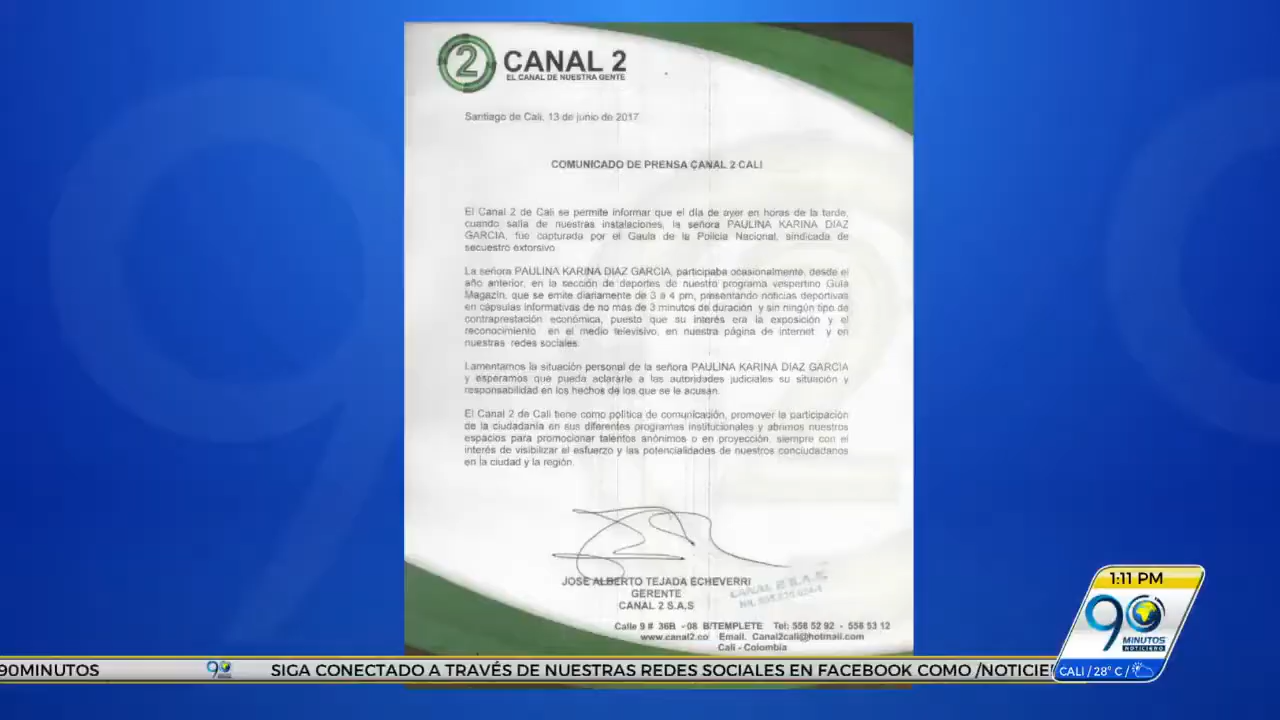 2 CANAL 2
EL CANAL DE NUESTRA GENTE
Santiago de Cali, 13 de junio de 2017
COMUNICADO DE PRENSA CANAL 2 CALI
El Canal 2 de Cali se permite informar que el día de ayer en horas de la tarde,
cuando salía de nuestras instalaciones, la señora PAULINA KARINA DIAZ
GARCIA, fue capturada por el Gaula de la Policía Nacional, sindicada de
secuestro extorsivo.
La señora PAULINA KARINA DIAZ GARCIA, participaba ocasionalmente, desde el
año anterior, en la sección de deportes de nuestro programa vespertino Guía
Magazín, que se emite diariamente de 3 a 4 pm, presentando noticias deportivas
en cápsulas informativas de no mas de 3 minutos de duración y sin ningún tipo de
contraprestación económica, puesto que su interés era la exposición y el
reconocimiento en el medio televisivo, en nuestra página de internet y en
nuestras redes sociales.
Lamentamos la situación personal de la señora PAULINA KARINA DIAZ GARCIA
y esperamos que pueda aclararle a las autoridades judiciales su situación y
responsabilidad en los hechos de los que se le acusan.
El Canal 2 de Cali tiene como política de comunicación, promover la participación
de la ciudadanía en sus diferentes programas institucionales y abrimos nuestros
espacios para promocionar talentos anónimos o en proyección, siempre con el
interés de visibilizar el esfuerzo y las potencialidades de nuestros conciudadanos
en la ciudad y la región.
JOSE ALBERTO TEJADA ECHEVERRI
GERENTE
CANAL 2 S.A.S
CANAL 2 S.A.S.
Calle 9 # 36B -08 B/TEMPLETE Tel: 558 52 92 - 558 53 12
www.canal2.co Email. Canal2cali@hotmail.com
Cali - Colombia
1:11 PM
90
MINUTOS
NOTICIERO
CALI / 28° C /
90MINUTOS 90 SIGA CONECTADO A TRAVÉS DE NUESTRAS REDES SOCIALES EN FACEBOOK COMO /NOTICIE